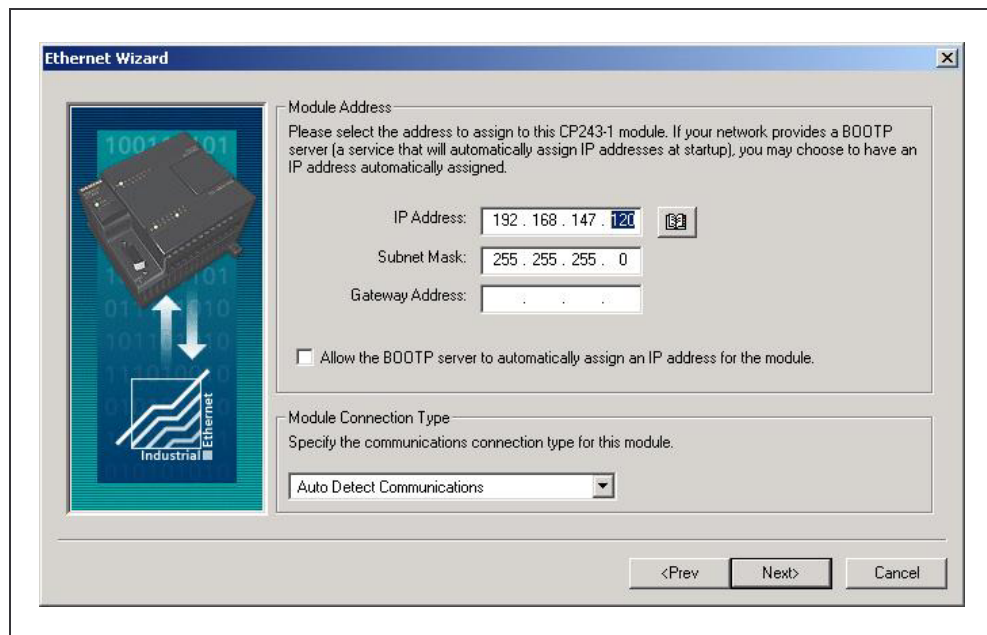 Ethernet Wizard
Module Address
Please select the address to assign to this CP243-1 module. If your network provides a BOOTP
server (a service that will automatically assign IP addresses at startup), you may choose to have an
IP address automatically assigned.
IP Address: 192 . 168 . 147 . 120
Subnet Mask: 255 . 255 . 255 . 0
Gateway Address: . . .
Allow the BOOTP server to automatically assign an IP address for the module.
Module Connection Type
Specify the communications connection type for this module.
Auto Detect Communications
Industrial
Ethernet
<Prev
Next>
Cancel